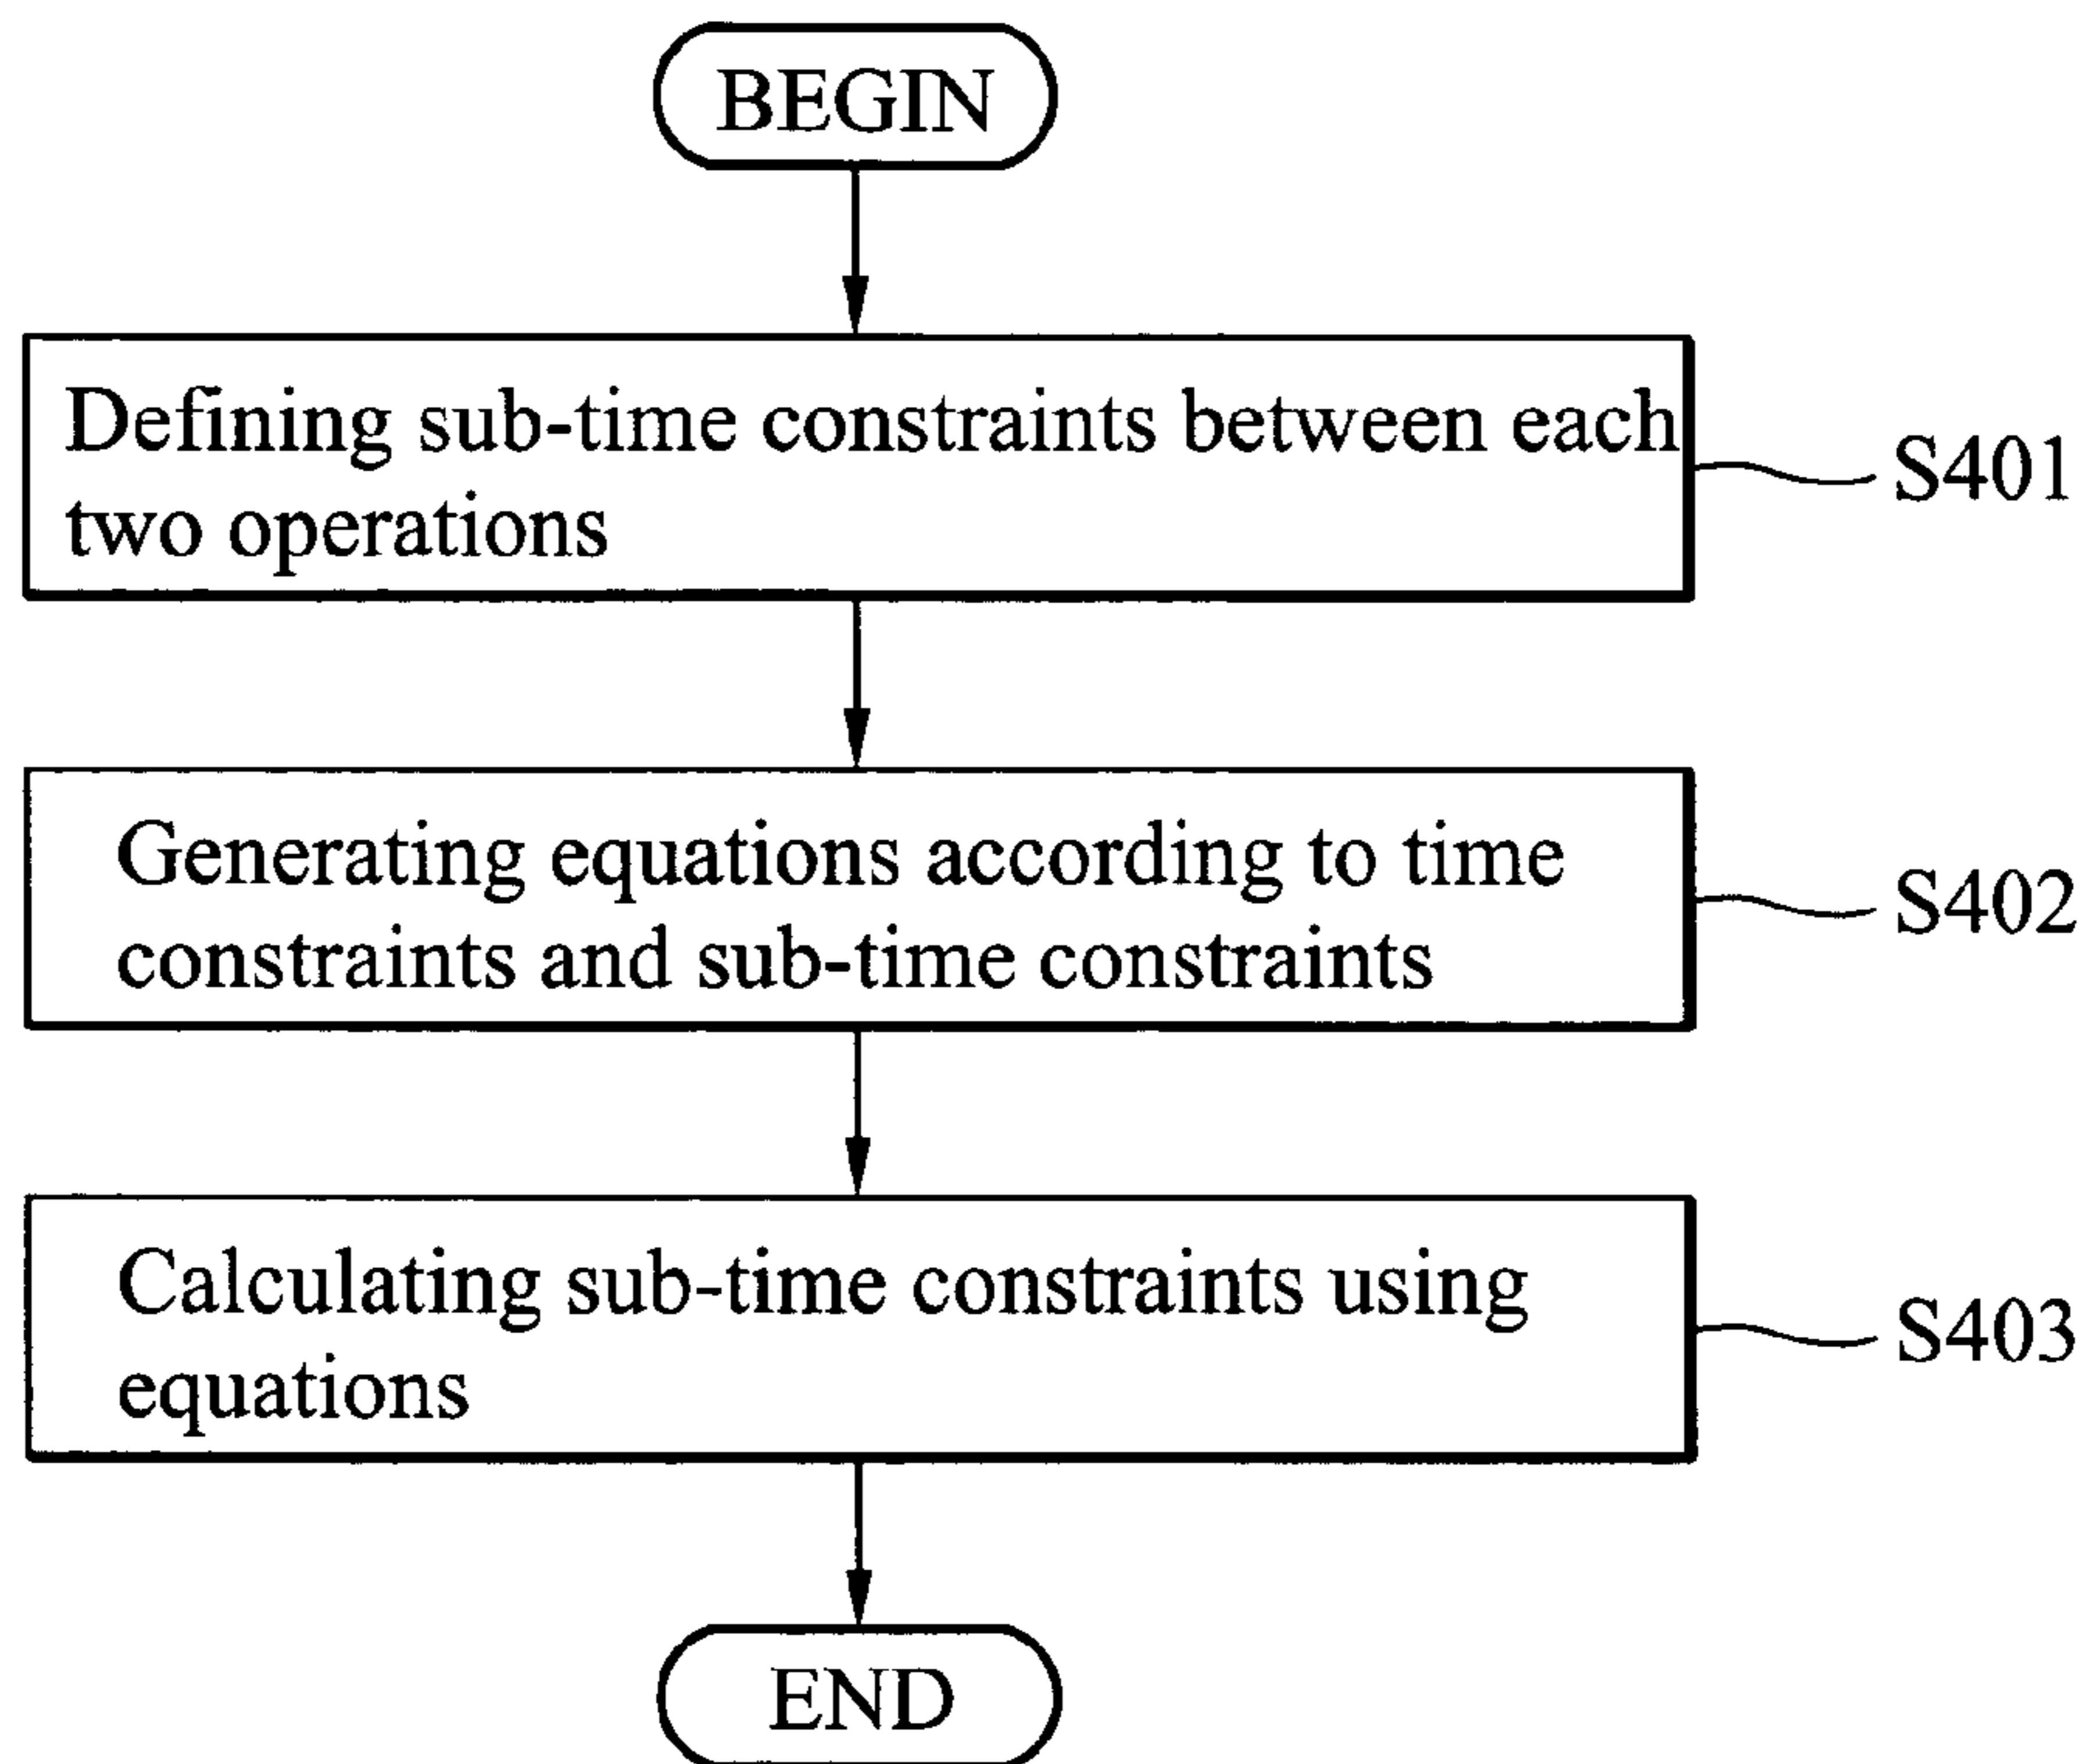 BEGIN
Defining sub-time constraints between each
two operations
S401
Generating equations according to time
constraints and sub-time constraints
S402
Calculating sub-time constraints using
equations
S403
END